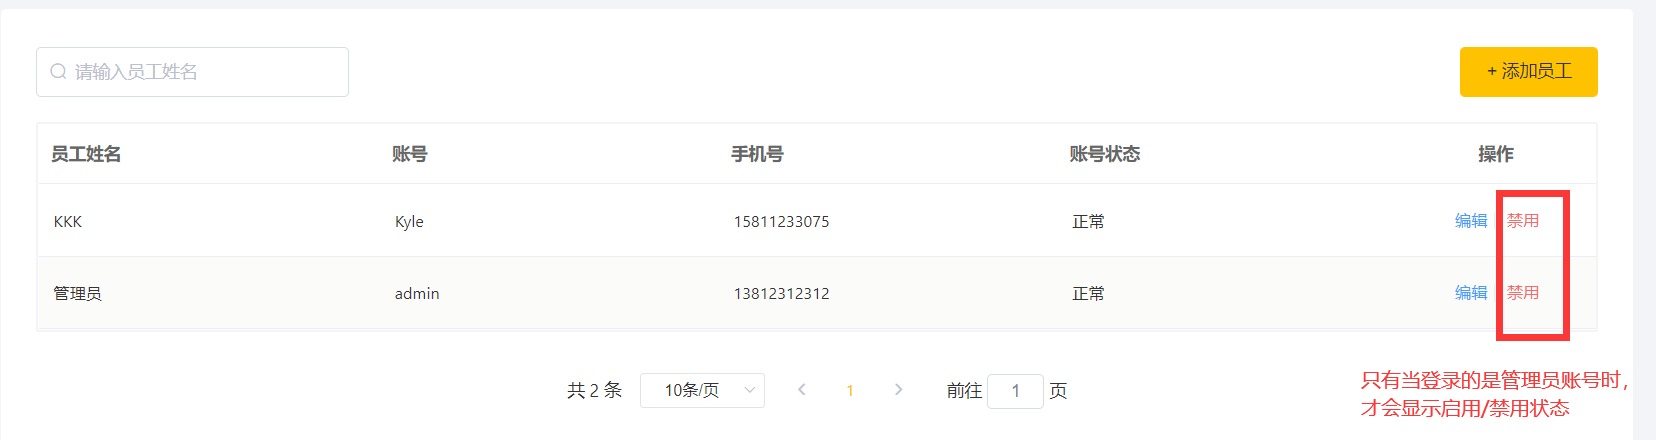 请输入员工姓名
+ 添加员工
员工姓名 账号 手机号 账号状态 操作
KKK Kyle 15811233075 正常 编辑 禁用
管理员 admin 13812312312 正常 编辑 禁用
共 2 条 10条/页 1 前往 1 页
只有当登录的是管理员账号时，
才会显示启用/禁用状态